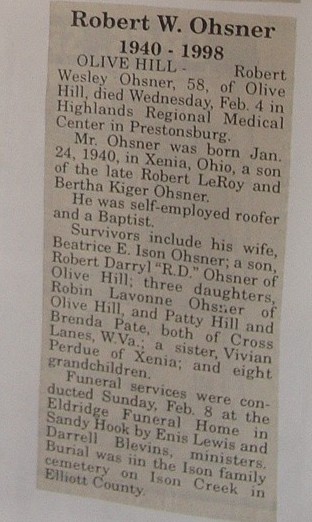 Robert W. Ohsner
1940 - 1998
OLIVE HILL - Robert
Wesley Ohsner, 58, of Olive
Hill, died Wednesday, Feb. 4 in
Highlands Regional Medical
Center in Prestonsburg.
Mr. Ohsner was born Jan.
24, 1940, in Xenia, Ohio, a son
of the late Robert LeRoy and
Bertha Kiger Ohsner.
He was self-employed roofer
and a Baptist.
Survivors include his wife,
Beatrice E. Ison Ohsner; a son,
Robert Darryl "R.D." Ohsner of
Olive Hill; three daughters,
Robin Lavonne Ohsner of
Olive Hill, and Patty Hill and
Brenda Pate, both of Cross
Lanes, W.Va.; a sister, Vivian
Perdue of Xenia; and eight
grandchildren.
Funeral services were con-
ducted Sunday, Feb. 8 at the
Eldridge Funeral Home in
Sandy Hook by Enis Lewis and
Darrell Blevins, ministers.
Burial was iin the Ison family
cemetery on Ison Creek in
Elliott County.